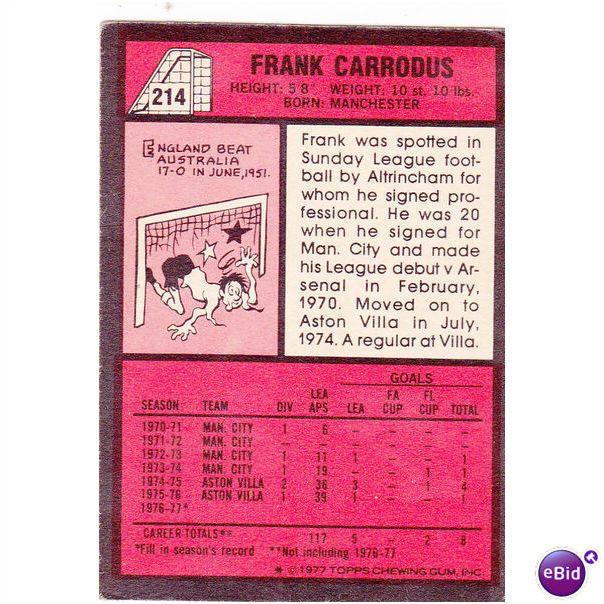 214
FRANK CARRODUS
HEIGHT: 5'8" WEIGHT: 10 st. 10 lbs.
BORN: MANCHESTER
ENGLAND BEAT
AUSTRALIA
17-0 IN JUNE, 1951.
Frank was spotted in
Sunday League foot-
ball by Altrincham for
whom he signed pro-
fessional. He was 20
when he signed for
Man. City and made
his League debut v Ar-
senal in February,
1970. Moved on to
Aston Villa in July,
1974. A regular at Villa.
GOALS
SEASON TEAM DIV LEA APS LEA FA CUP FL CUP TOTAL
1970-71 MAN. CITY 1 6 – – – –
1971-72 MAN. CITY – – – – – –
1972-73 MAN. CITY 1 11 1 – – 1
1973-74 MAN. CITY 1 19 – – 1 1
1974-75 ASTON VILLA 2 36 3 – 1 4
1975-76 ASTON VILLA 1 39 1 – – 1
1976-77*
CAREER TOTALS** 117 5 – 2 8
*Fill in season's record **Not including 1976-77
* © 1977 TOPPS CHEWING GUM, INC.
eBid